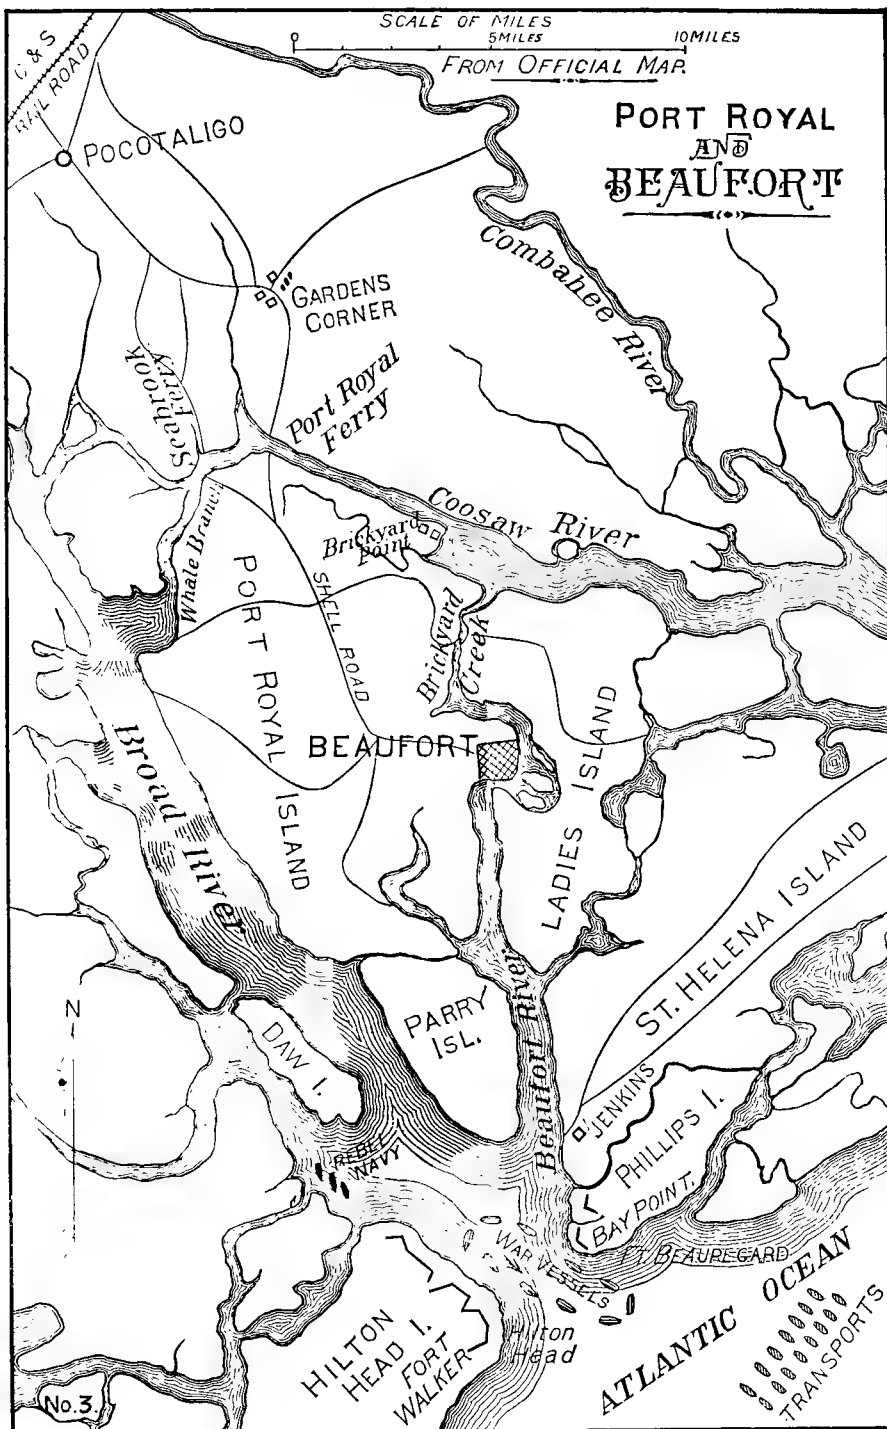 SCALE OF MILES
5 MILES
10 MILES
FROM OFFICIAL MAP.
PORT ROYAL
AND
BEAUFORT
C & S
RAIL ROAD
POCOTALIGO
Combahee River
GARDENS
CORNER
Seabrook
Ferry
Port Royal
Ferry
Coosaw River
Brickyard
Point
Whale Branch
PORT ROYAL ISLAND
SHELL ROAD
Brickyard
Creek
BEAUFORT
LADIES ISLAND
Broad River
ST. HELENA ISLAND
N
DAW I.
PARRY
ISL.
Beaufort River.
JENKINS
PHILLIPS I.
REBEL
NAVY
BAY POINT.
FT. BEAUREGARD
WAR VESSELS
Hilton
Head
HILTON
HEAD I.
FORT
WALKER
ATLANTIC OCEAN
TRANSPORTS
No. 3.